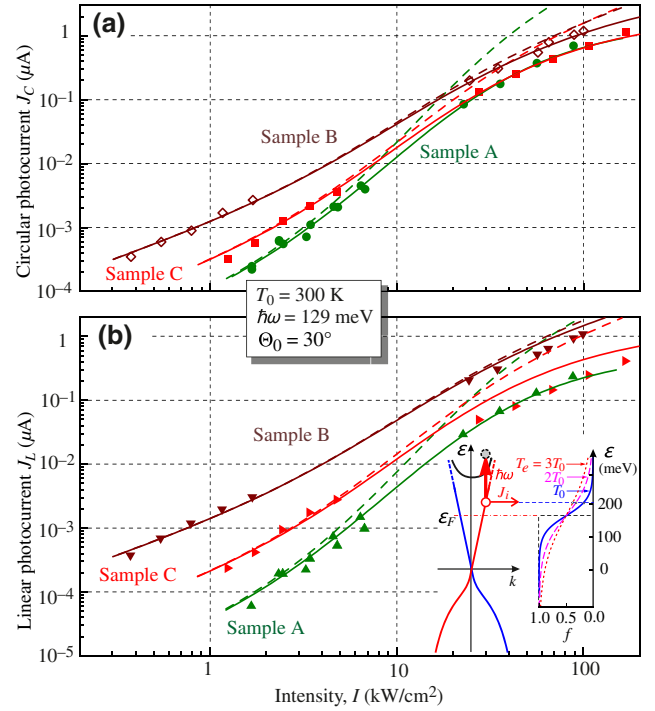 (a)
Circular photocurrent J_C (μA)
1
10⁻¹
10⁻²
10⁻³
10⁻⁴
Sample B
Sample A
Sample C
T₀ = 300 K
ℏω = 129 meV
Θ₀ = 30°
(b)
Linear photocurrent J_L (μA)
1
10⁻¹
10⁻²
10⁻³
10⁻⁴
10⁻⁵
Sample B
Sample C
Sample A
ε
ℏω
J_i
ε_F
k
T_e = 3T₀
2T₀
T₀
ε
(meV)
200
100
0
1.0
0.5
0.0
f
1
10
100
Intensity, I (kW/cm²)